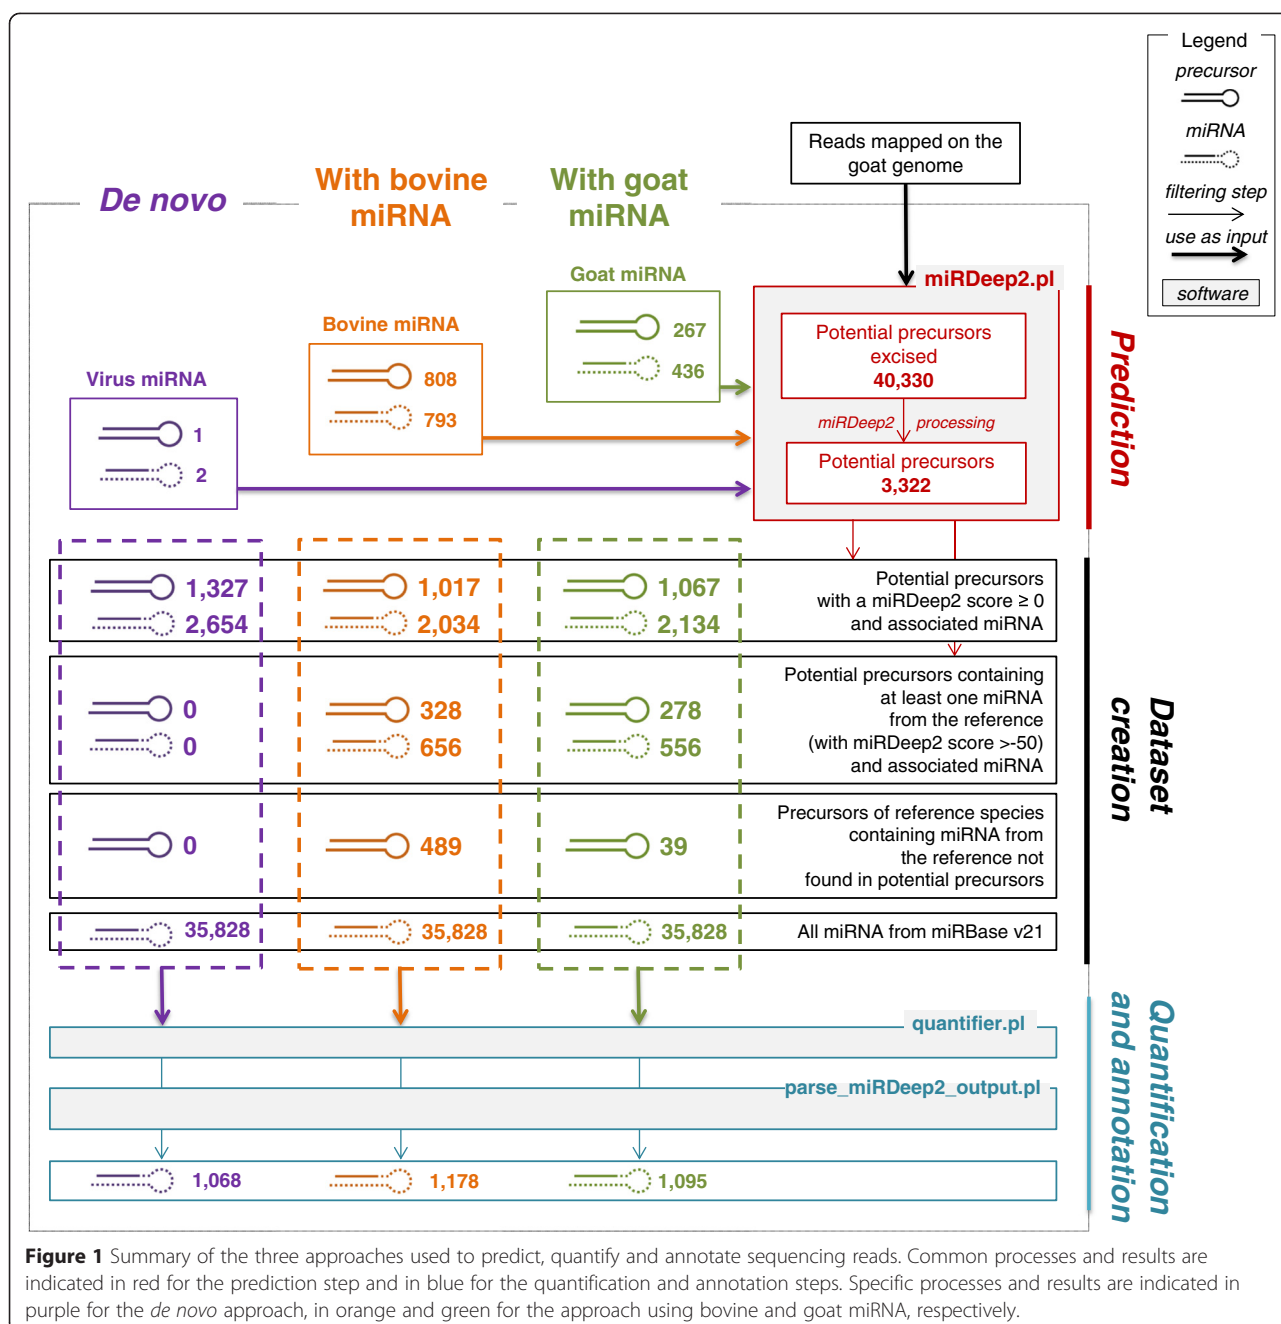 Legend
precursor
miRNA
filtering step
use as input
software
Reads mapped on the
goat genome
De novo
With bovine
miRNA
With goat
miRNA
miRDeep2.pl
Goat miRNA
267
436
Bovine miRNA
808
793
Virus miRNA
1
2
Potential precursors
excised
40,330
miRDeep2 processing
Potential precursors
3,322
Prediction
1,327
2,654
1,017
2,034
1,067
2,134
Potential precursors
with a miRDeep2 score ≥ 0
and associated miRNA
0
0
328
656
278
556
Potential precursors containing
at least one miRNA
from the reference
(with miRDeep2 score >-50)
and associated miRNA
0
489
39
Precursors of reference species
containing miRNA from
the reference not
found in potential precursors
35,828
35,828
35,828
All miRNA from miRBase v21
Dataset
creation
quantifier.pl
parse_miRDeep2_output.pl
1,068
1,178
1,095
Quantification
and annotation
Figure 1 Summary of the three approaches used to predict, quantify and annotate sequencing reads. Common processes and results are
indicated in red for the prediction step and in blue for the quantification and annotation steps. Specific processes and results are indicated in
purple for the de novo approach, in orange and green for the approach using bovine and goat miRNA, respectively.